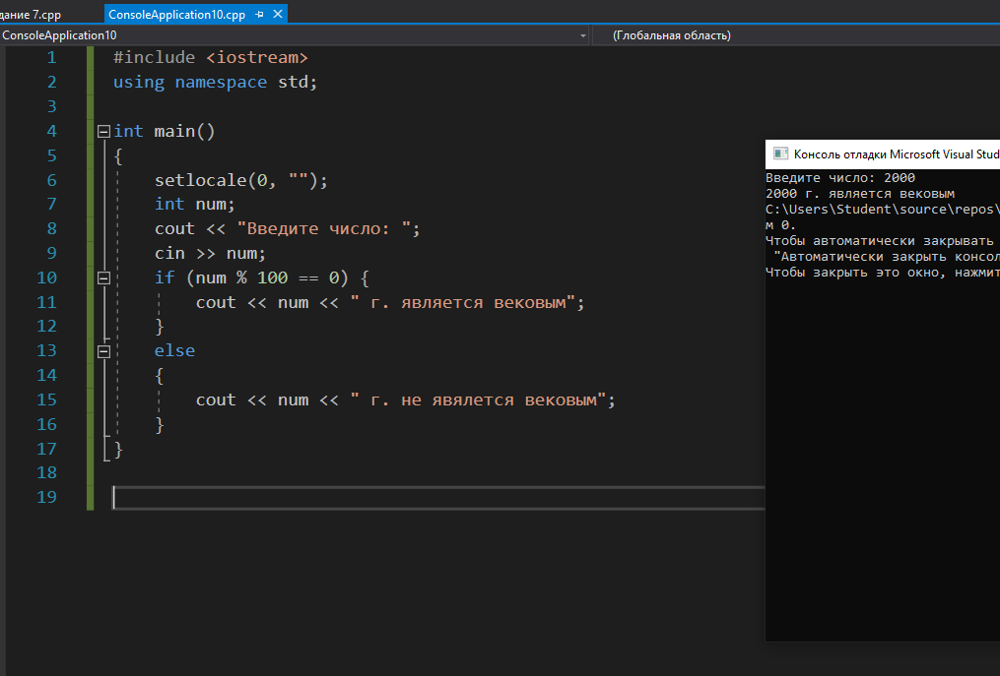 дание 7.cpp ConsoleApplication10.cpp
ConsoleApplication10 (Глобальная область)
1 #include <iostream>
2 using namespace std;
3
4 int main()
5 {
6 setlocale(0, "");
7 int num;
8 cout << "Введите число: ";
9 cin >> num;
10 if (num % 100 == 0) {
11 cout << num << " г. является вековым";
12 }
13 else
14 {
15 cout << num << " г. не явялется вековым";
16 }
17 }
18
19
Консоль отладки Microsoft Visual Stud
Введите число: 2000
2000 г. является вековым
C:\Users\Student\source\repos\
м 0.
Чтобы автоматически закрывать
"Автоматически закрыть консол
Чтобы закрыть это окно, нажмит